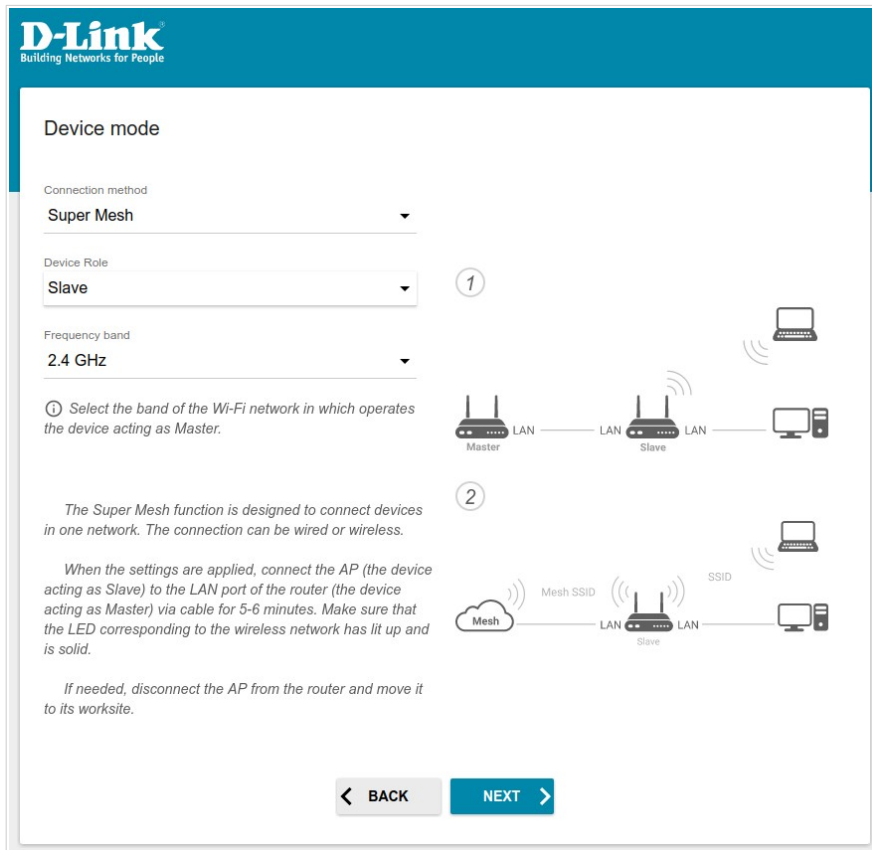 D-Link®
Building Networks for People
Device mode
Connection method
Super Mesh
Device Role
Slave
Frequency band
2.4 GHz
Select the band of the Wi-Fi network in which operates
the device acting as Master.
The Super Mesh function is designed to connect devices
in one network. The connection can be wired or wireless.
When the settings are applied, connect the AP (the device
acting as Slave) to the LAN port of the router (the device
acting as Master) via cable for 5-6 minutes. Make sure that
the LED corresponding to the wireless network has lit up and
is solid.
If needed, disconnect the AP from the router and move it
to its worksite.
1
LAN LAN LAN
Master Slave
2
Mesh SSID SSID
Mesh LAN LAN
Slave
BACK NEXT